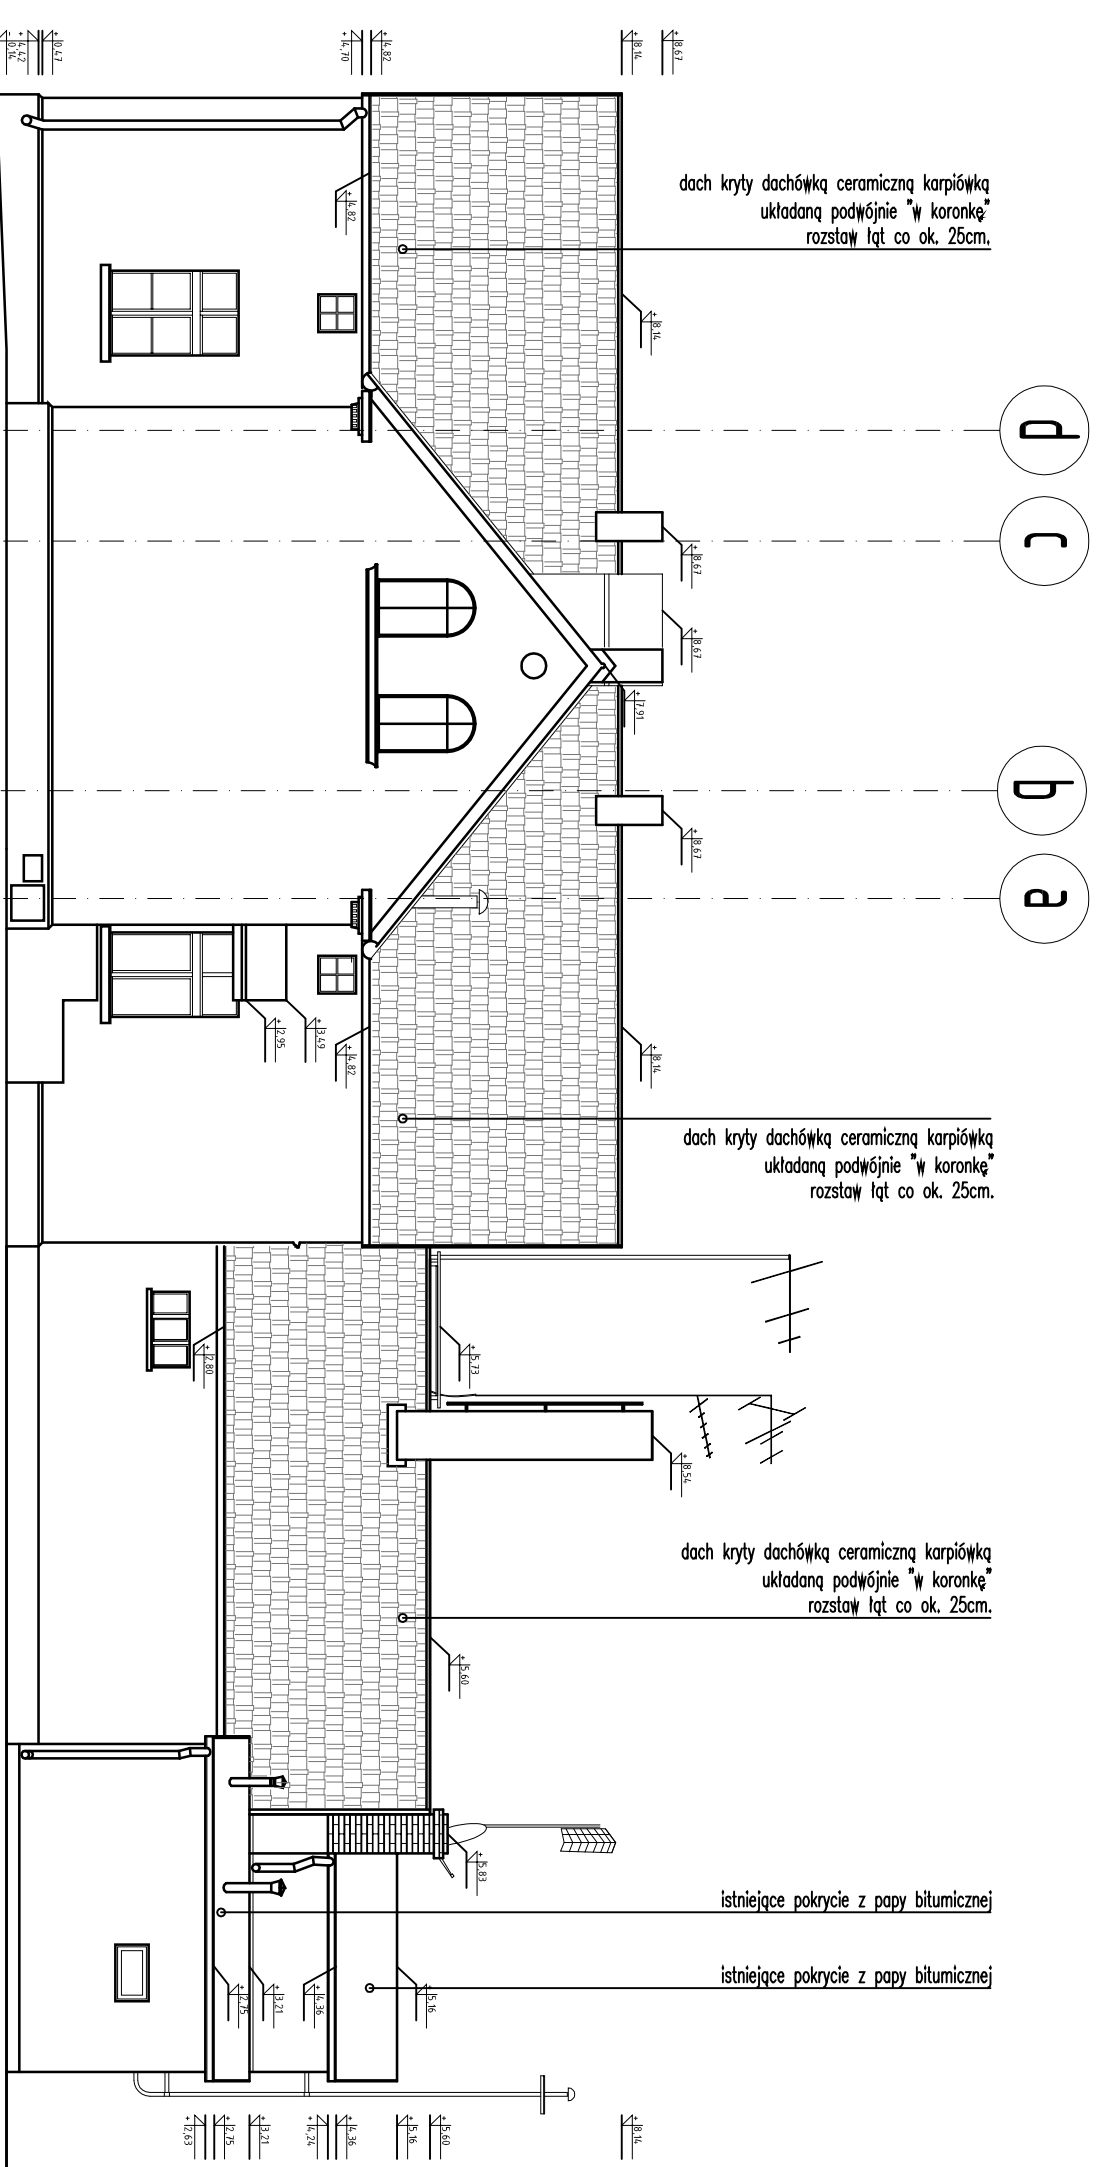 +0,47
+4,42
-0,14
+4,82
+4,70
+8,14
+8,67
dach kryty dachówką ceramiczną karpiówką
układaną podwójnie "w koronkę"
rozstaw łąt co ok. 25cm.
+4,82
+8,14
d
c
+8,67
+8,67
+7,91
b
+8,67
a
+2,95
+3,49
+4,82
+8,14
dach kryty dachówką ceramiczną karpiówką
układaną podwójnie "w koronkę"
rozstaw łąt co ok. 25cm.
+2,80
+5,73
+8,54
dach kryty dachówką ceramiczną karpiówką
układaną podwójnie "w koronkę"
rozstaw łąt co ok. 25cm.
+5,60
+5,83
istniejące pokrycie z papy bitumicznej
istniejące pokrycie z papy bitumicznej
+2,75
+3,21
+4,36
+5,16
+2,63
+2,75
+3,21
+4,24
+4,36
+5,16
+5,60
+8,14